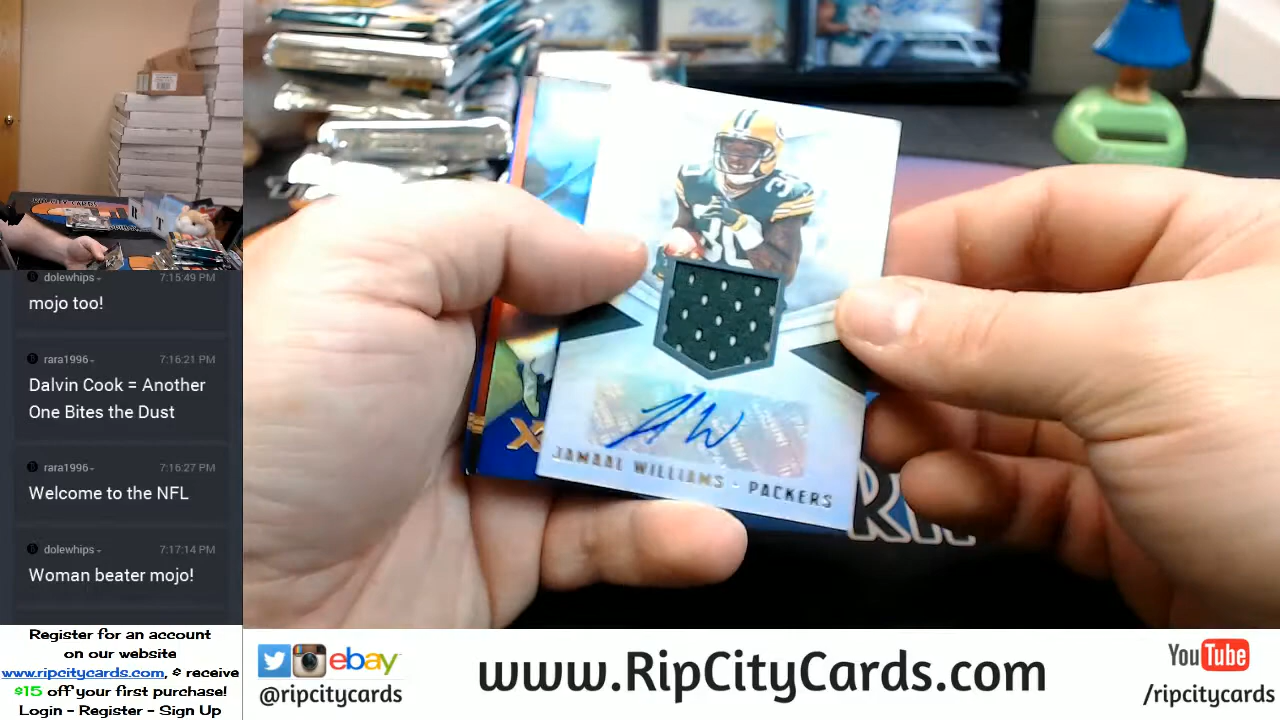 dolewhips- 7:15:49 PM
mojo too!
rara1996- 7:16:21 PM
Dalvin Cook = Another
One Bites the Dust
rara1996- 7:16:27 PM
Welcome to the NFL
dolewhips- 7:17:14 PM
Woman beater mojo!
Register for an account
on our website
www.ripcitycards.com, & receive
$15 off your first purchase!
Login - Register - Sign Up
30
30
JAMAAL WILLIAMS - PACKERS
ebay
@ripcitycards
www.RipCityCards.com
YouTube
/ripcitycards